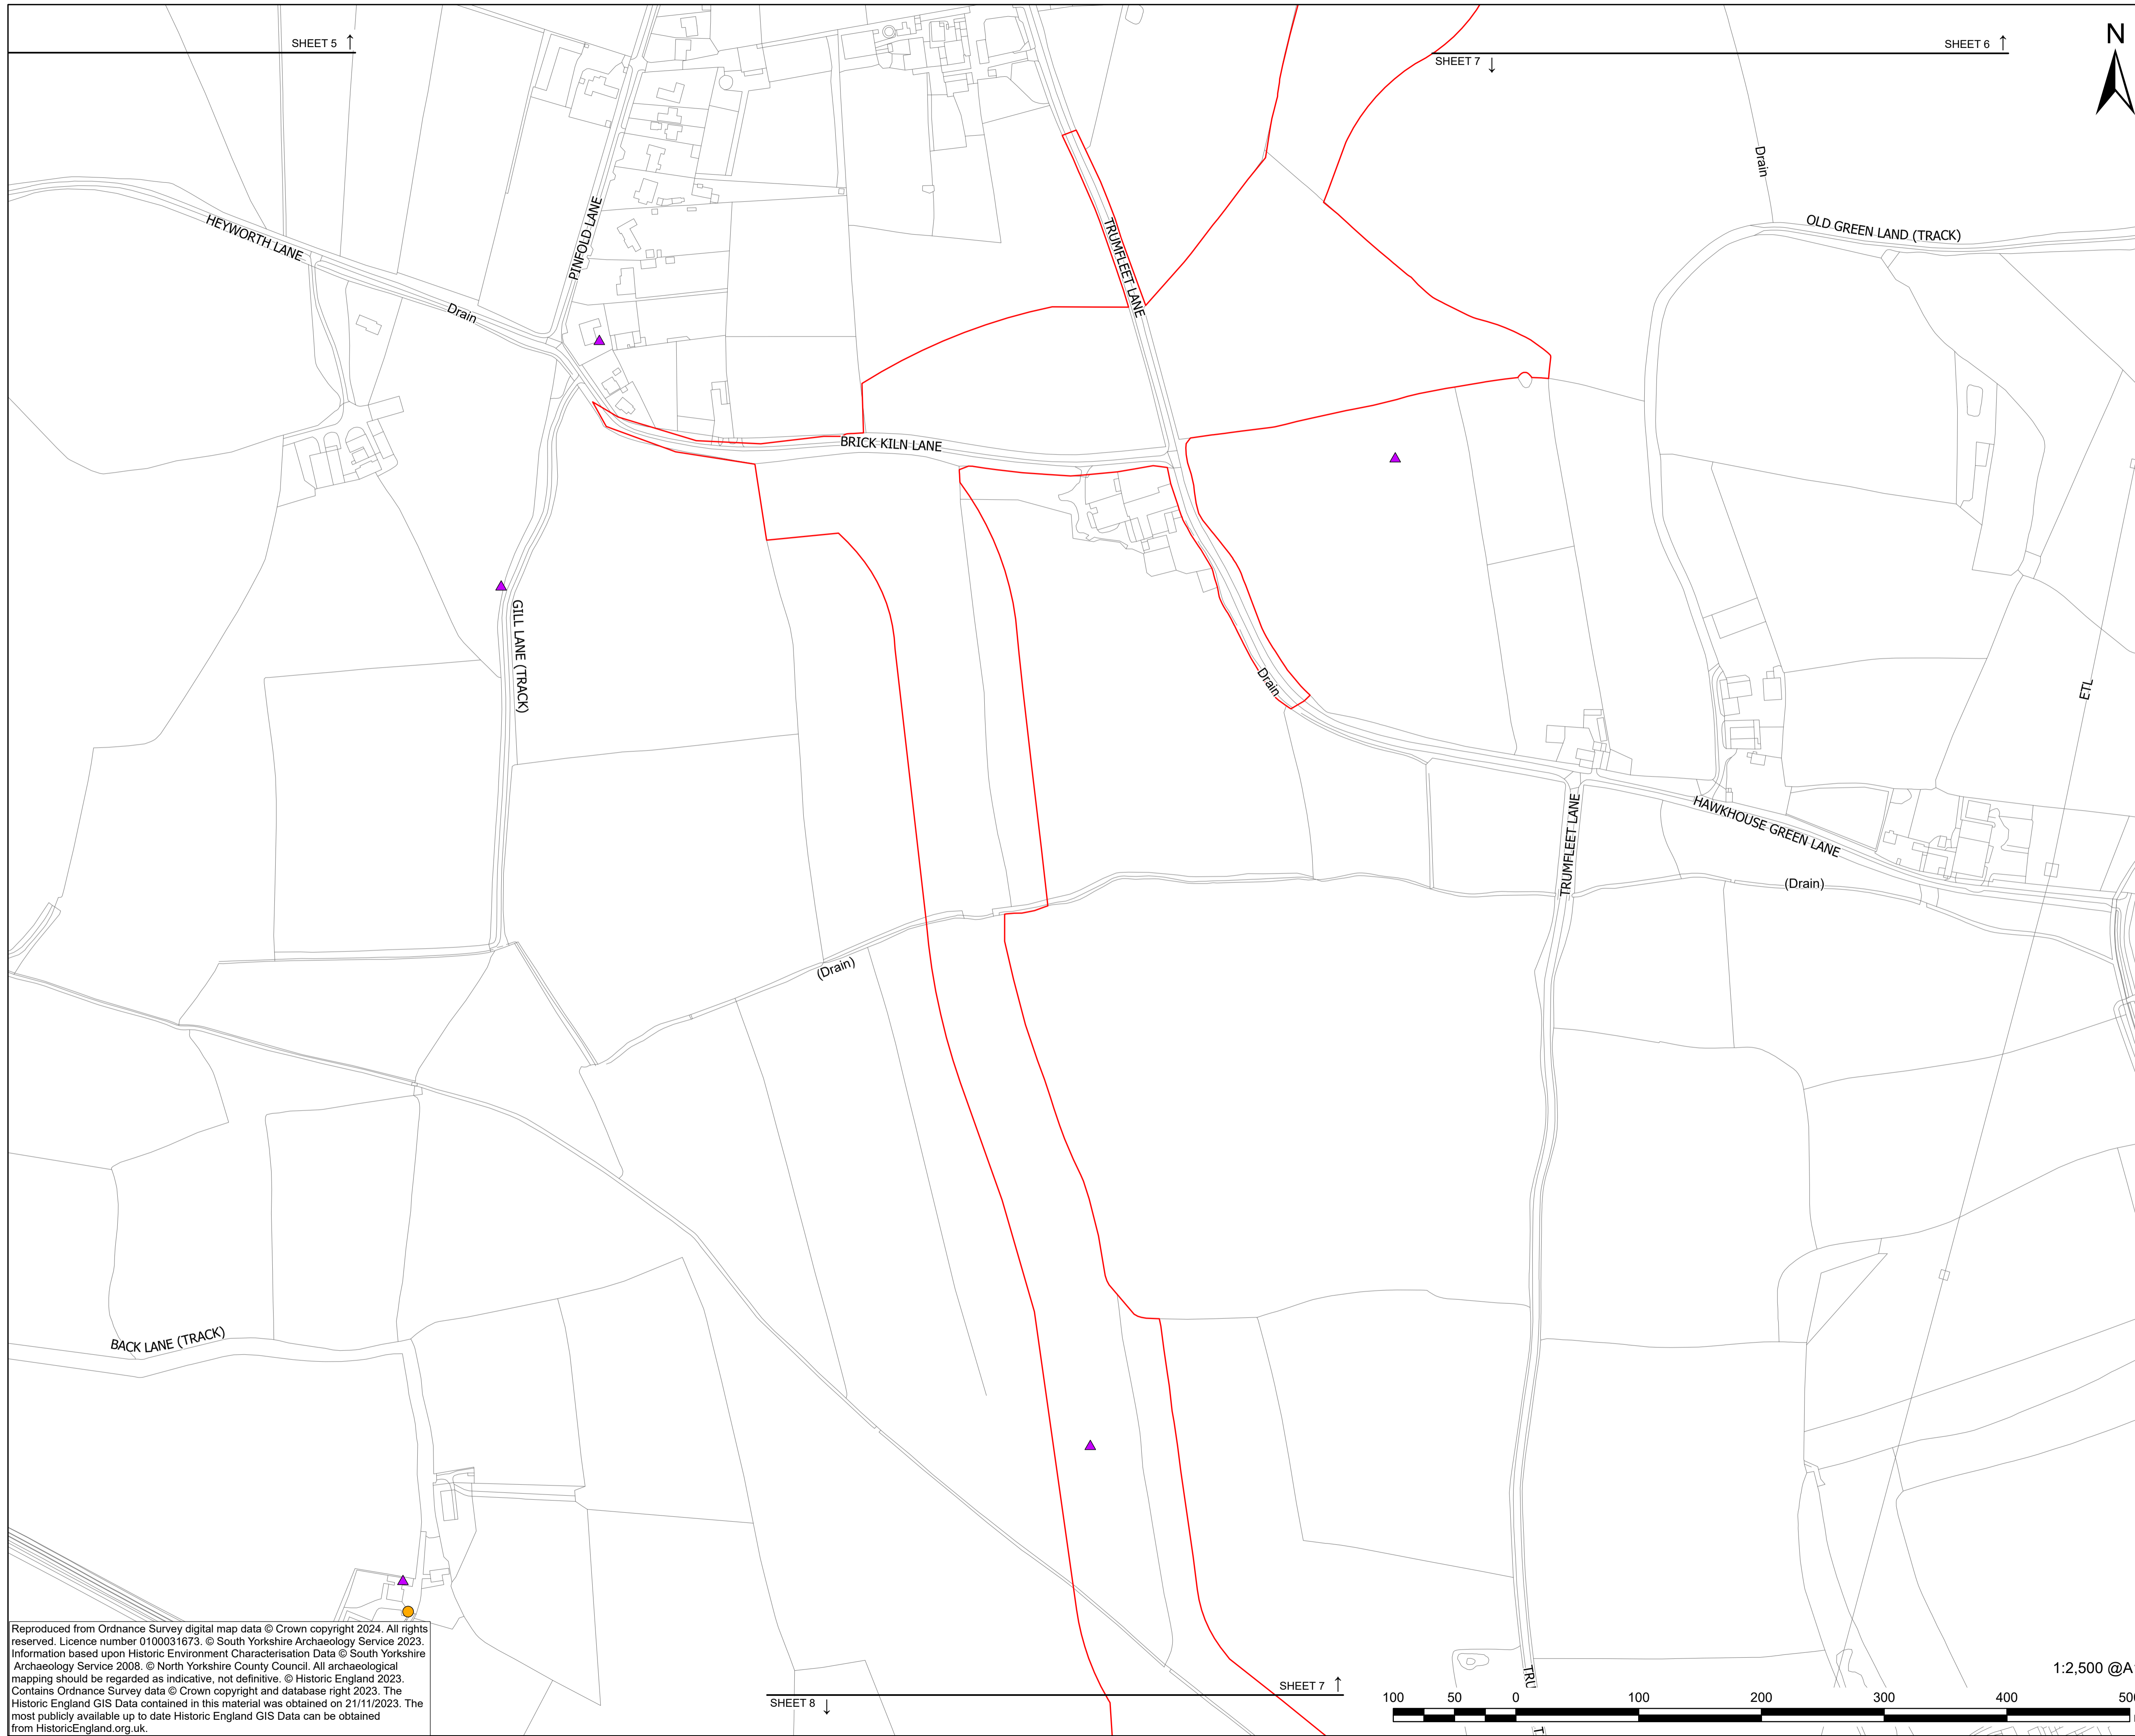 SHEET 5 ↑
SHEET 6 ↑
SHEET 7 ↓
N
Drain
HEYWORTH LANE
PINFOLD LANE
TRUMFLEET LANE
OLD GREEN LAND (TRACK)
Drain
BRICK KILN LANE
GILL LANE (TRACK)
Drain
ETL
TRUMFLEET LANE
HAWKHOUSE GREEN LANE
(Drain)
(Drain)
BACK LANE (TRACK)
Reproduced from Ordnance Survey digital map data © Crown copyright 2024. All rights
reserved. Licence number 0100031673. © South Yorkshire Archaeology Service 2023.
Information based upon Historic Environment Characterisation Data © South Yorkshire
Archaeology Service 2008. © North Yorkshire County Council. All archaeological
mapping should be regarded as indicative, not definitive. © Historic England 2023.
Contains Ordnance Survey data © Crown copyright and database right 2023. The
Historic England GIS Data contained in this material was obtained on 21/11/2023. The
most publicly available up to date Historic England GIS Data can be obtained
from HistoricEngland.org.uk.
SHEET 7 ↑
SHEET 8 ↓
TRU
1:2,500 @A
100 50 0 100 200 300 400